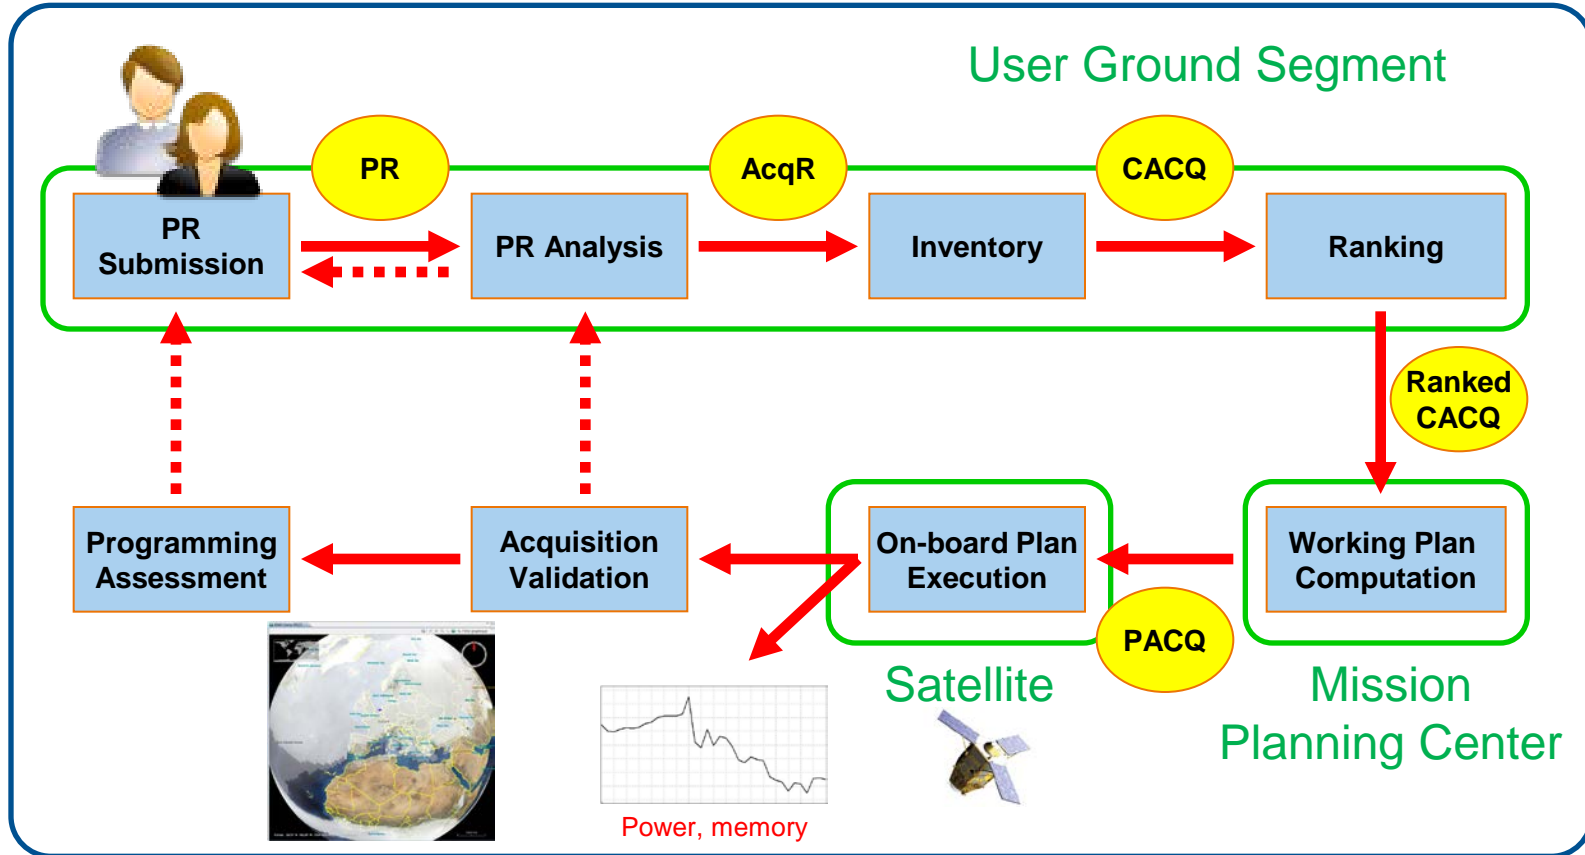 User Ground Segment
PR
AcqR
CACQ
PR
Submission
PR Analysis
Inventory
Ranking
Ranked
CACQ
Programming
Assessment
Acquisition
Validation
On-board Plan
Execution
Working Plan
Computation
PACQ
Satellite
Mission
Planning Center
Power, memory